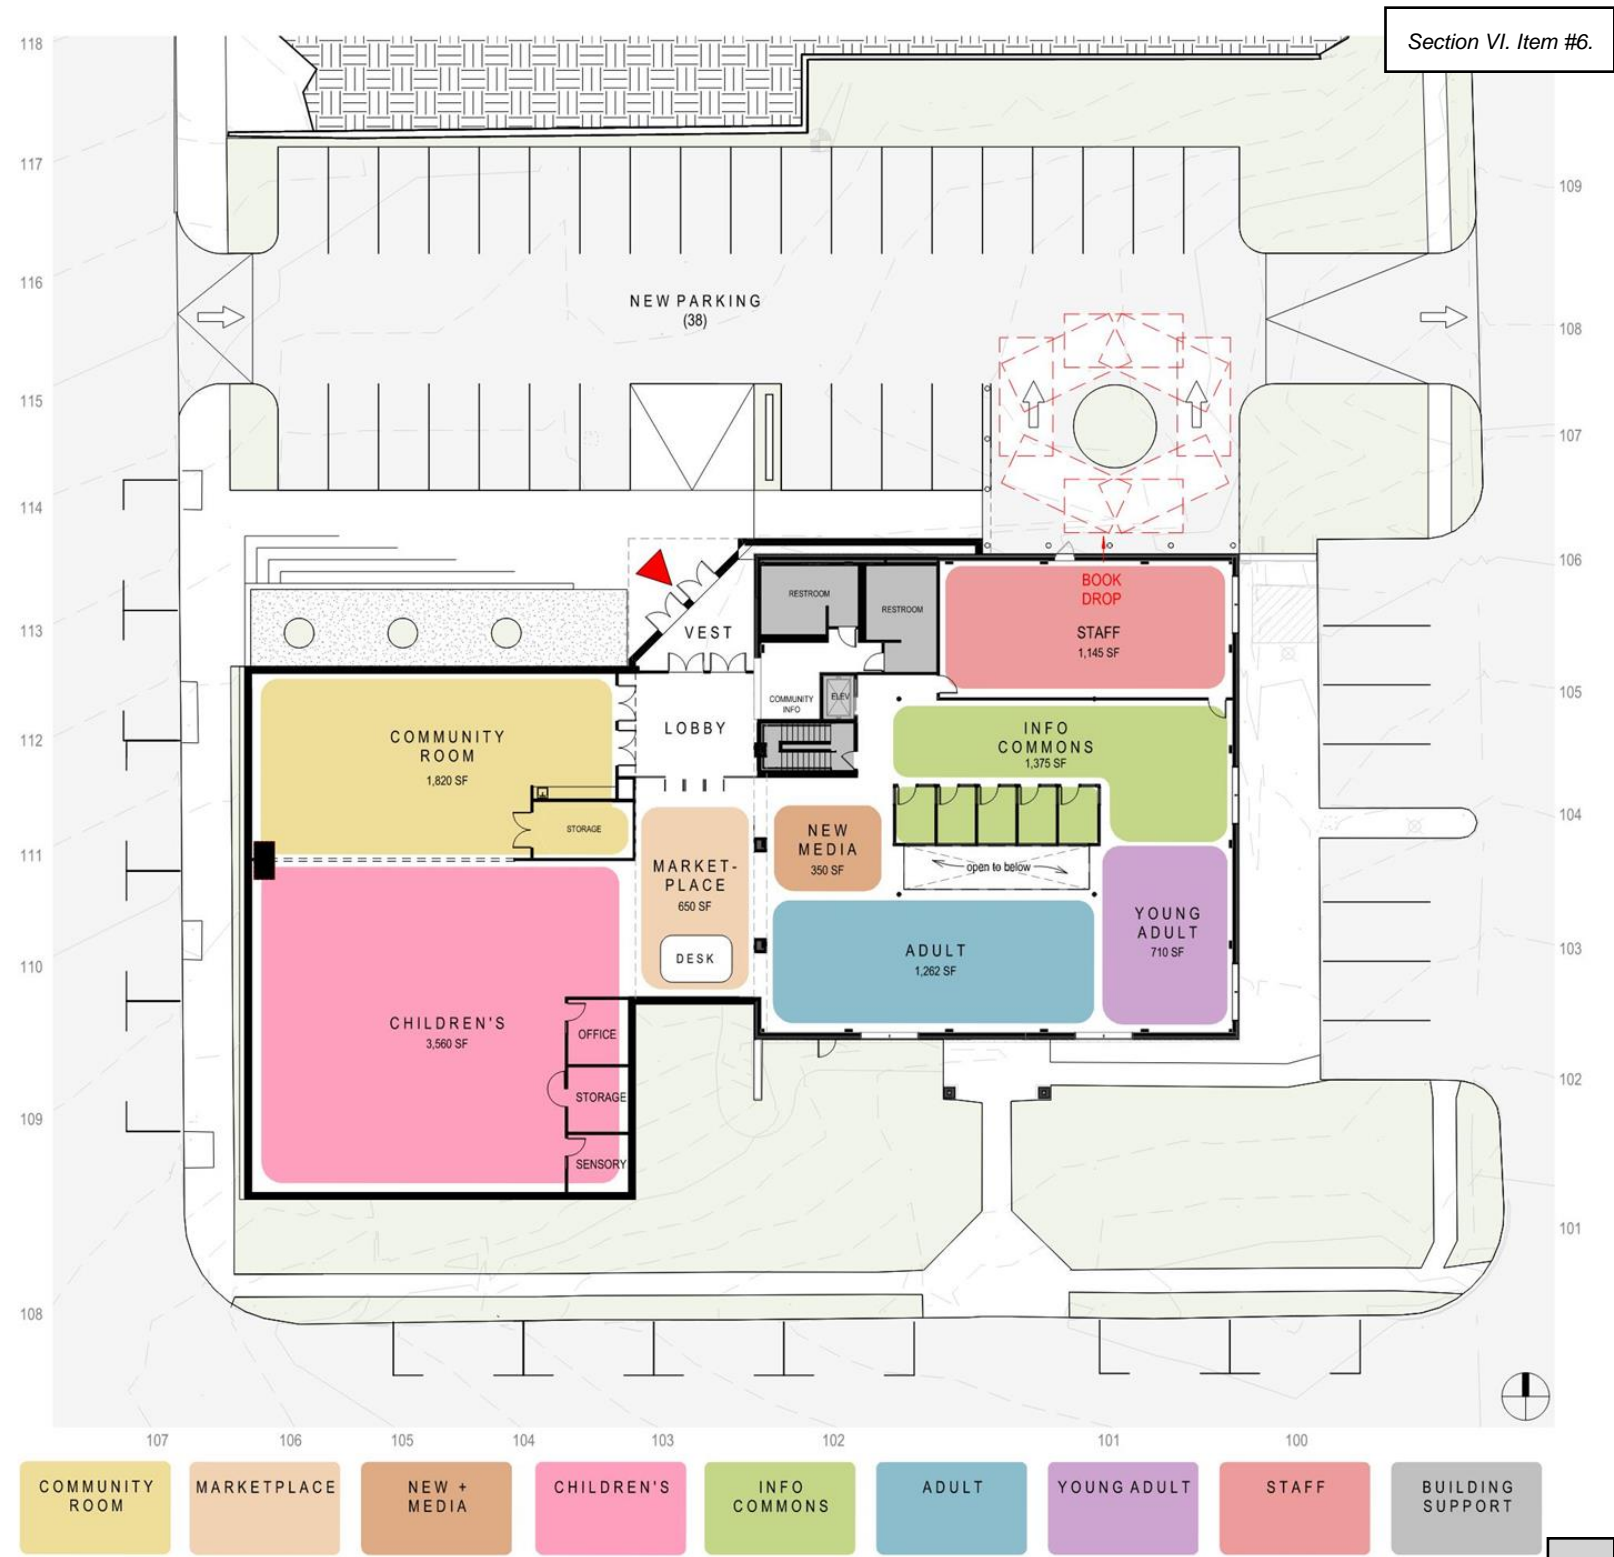 Section VI. Item #6.
118
117
116
115
114
113
112
111
110
109
108
109
108
107
106
105
104
103
102
101
NEW PARKING
(38)
BOOK
DROP
RESTROOM
RESTROOM
STAFF
1,145 SF
VEST
COMMUNITY
INFO
ELEV
LOBBY
COMMUNITY
ROOM
1,820 SF
INFO
COMMONS
1,375 SF
STORAGE
NEW
MEDIA
350 SF
MARKET-
PLACE
650 SF
open to below
YOUNG
ADULT
710 SF
DESK
ADULT
1,262 SF
CHILDREN'S
3,560 SF
OFFICE
STORAGE
SENSORY
107
106
105
104
103
102
101
100
COMMUNITY
ROOM
MARKETPLACE
NEW +
MEDIA
CHILDREN'S
INFO
COMMONS
ADULT
YOUNG ADULT
STAFF
BUILDING
SUPPORT